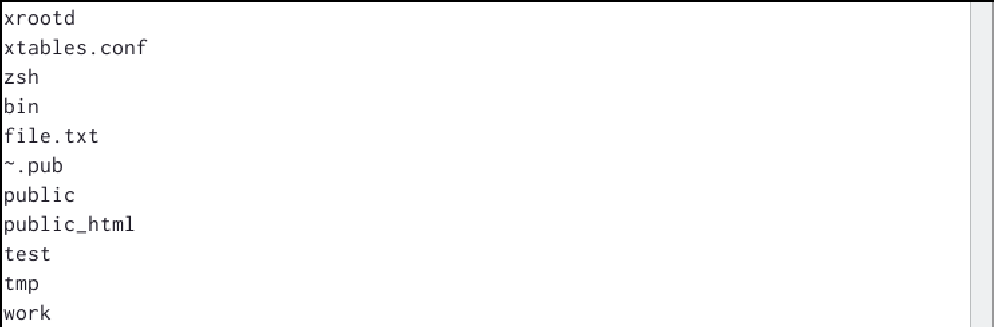 xrootd
xtables.conf
zsh
bin
file.txt
~.pub
public
public_html
test
tmp
work